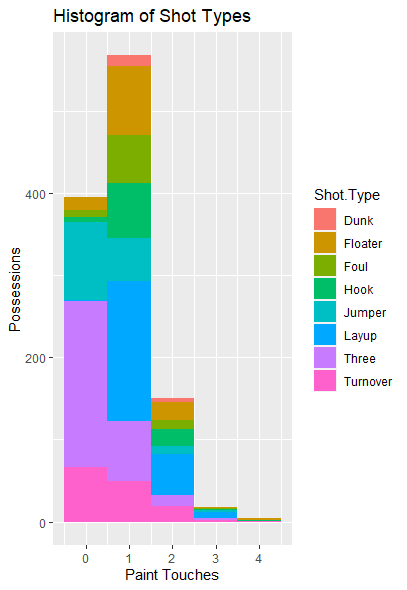 Histogram of Shot Types
400
200
0
Possessions
0 1 2 3 4
Paint Touches
Shot.Type
Dunk
Floater
Foul
Hook
Jumper
Layup
Three
Turnover